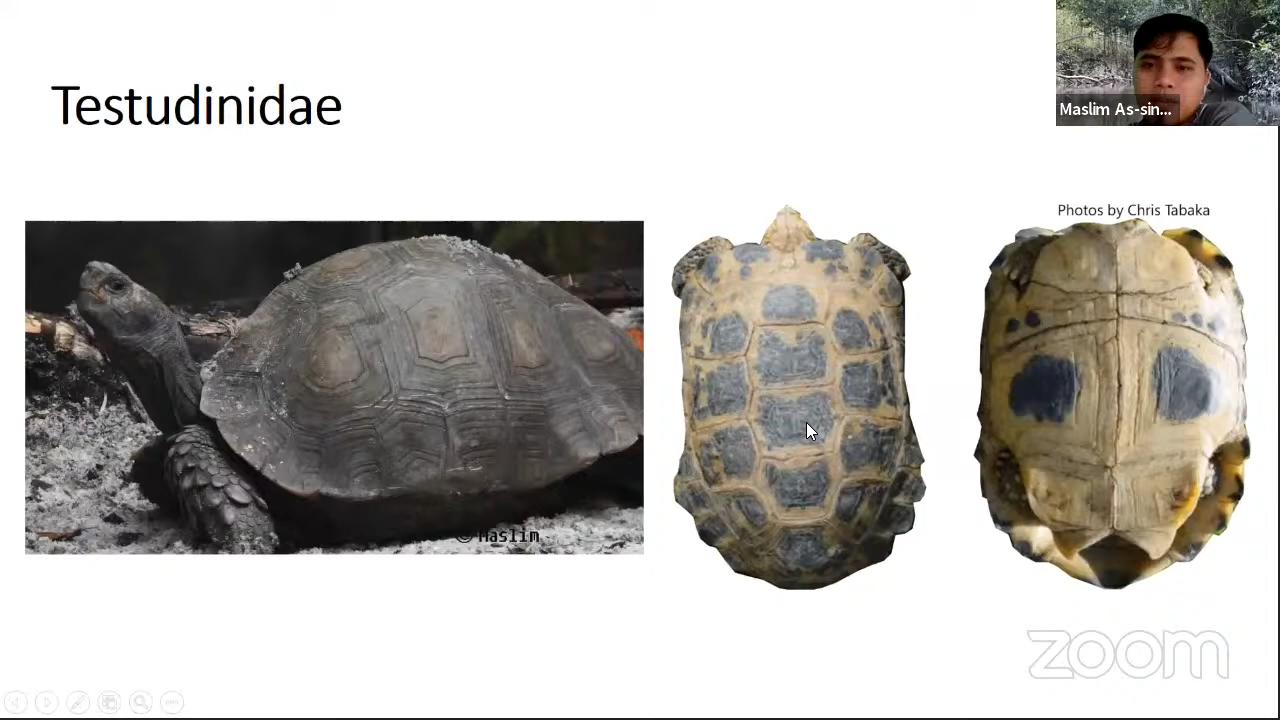 Testudinidae
Maslim As-sin...
Photos by Chris Tabaka
© Maslim
zoom